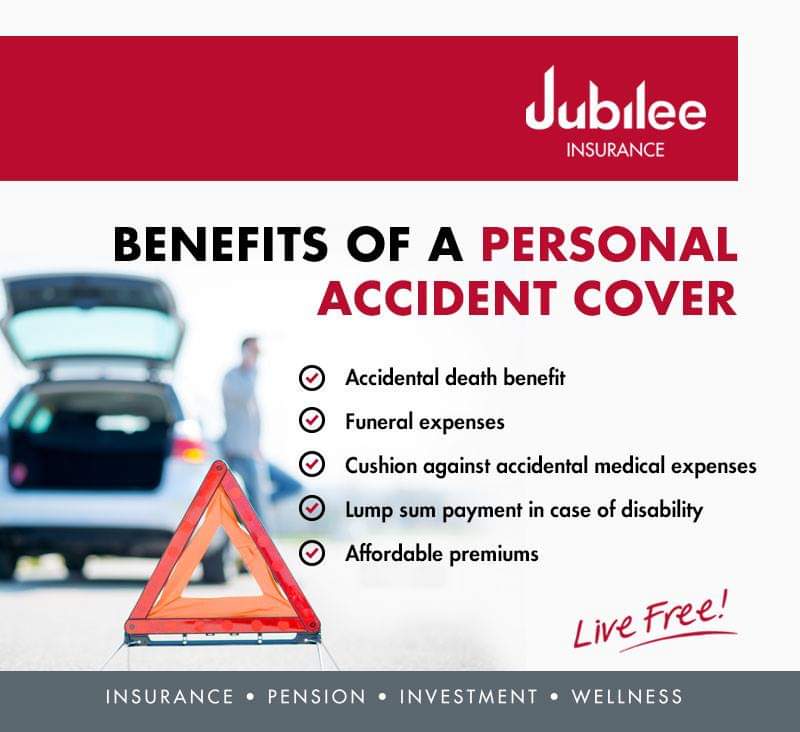 Jubilee
INSURANCE
BENEFITS OF A PERSONAL
ACCIDENT COVER
Accidental death benefit
Funeral expenses
Cushion against accidental medical expenses
Lump sum payment in case of disability
Affordable premiums
Live Free!
INSURANCE • PENSION • INVESTMENT • WELLNESS